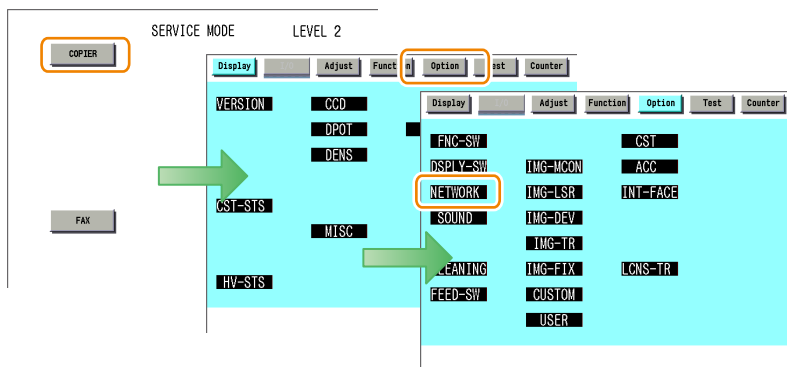 SERVICE MODE LEVEL 2
COPIER
FAX
Display Adjust Function Option Test Counter
VERSION CCD
DPOT
DENS
CST-STS
MISC
HV-STS
Display Adjust Function Option Test Counter
FNC-SW CST
DSPLY-SW IMG-MCON ACC
NETWORK IMG-LSR INT-FACE
SOUND IMG-DEV
IMG-TR
CLEANING IMG-FIX LCNS-TR
FEED-SW CUSTOM
USER